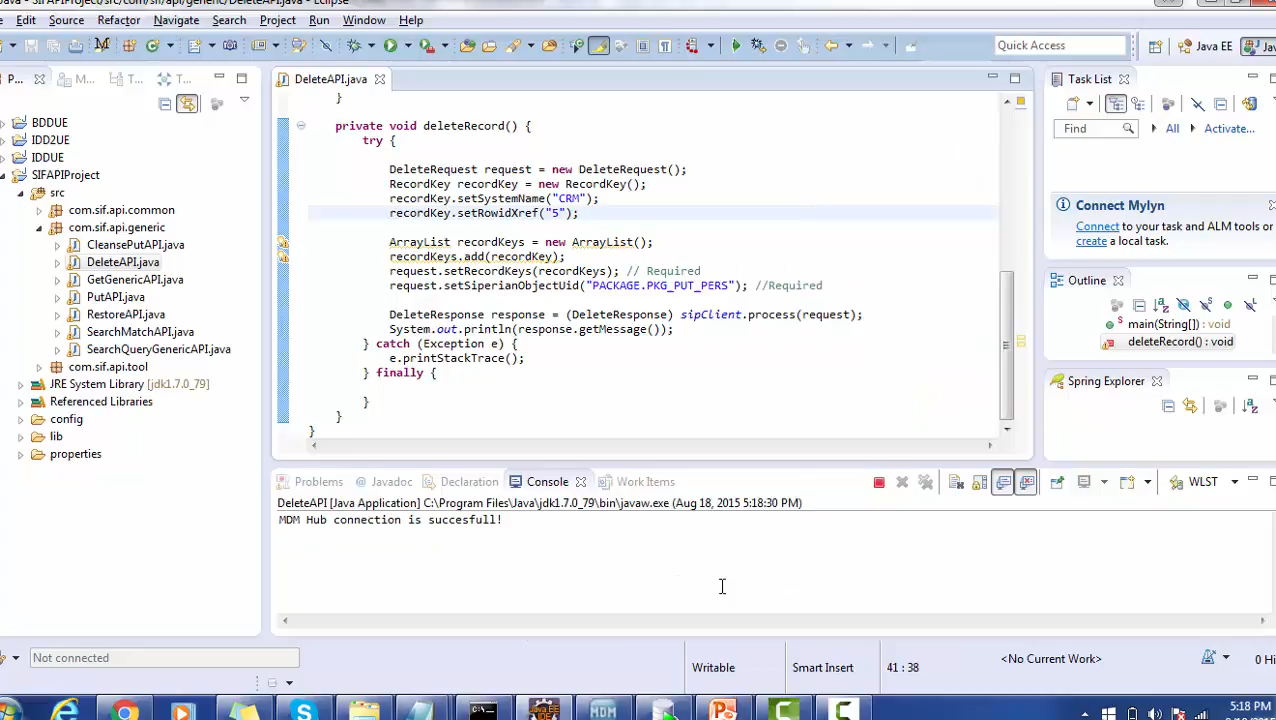 Java - SIFAPIProject/src/com/sif/api/generic/DeleteAPI.java - Eclipse
Edit Source Refactor Navigate Search Project Run Window Help
Quick Access Java EE Jav
P... M... T... T...
DeleteAPI.java
Task List
BDDUE
IDD2UE
IDDUE
SIFAPIProject
src
com.sif.api.common
com.sif.api.generic
CleansePutAPI.java
DeleteAPI.java
GetGenericAPI.java
PutAPI.java
RestoreAPI.java
SearchMatchAPI.java
SearchQueryGenericAPI.java
com.sif.api.tool
JRE System Library [jdk1.7.0_79]
Referenced Libraries
config
lib
properties
}
private void deleteRecord() {
try {
DeleteRequest request = new DeleteRequest();
RecordKey recordKey = new RecordKey();
recordKey.setSystemName("CRM");
recordKey.setRowidXref("5");
ArrayList recordKeys = new ArrayList();
recordKeys.add(recordKey);
request.setRecordKeys(recordKeys); // Required
request.setSiperianObjectUid("PACKAGE.PKG_PUT_PERS"); //Required
DeleteResponse response = (DeleteResponse) sipClient.process(request);
System.out.println(response.getMessage());
} catch (Exception e) {
e.printStackTrace();
} finally {
}
}
}
Find All Activate...
Connect Mylyn
Connect to your task and ALM tools or
create a local task.
Outline
main(String[]) : void
deleteRecord() : void
Spring Explorer
Problems Javadoc Declaration Console Work Items WLST
DeleteAPI [Java Application] C:\Program Files\Java\jdk1.7.0_79\bin\javaw.exe (Aug 18, 2015 5:18:30 PM)
MDM Hub connection is succesfull!
Not connected
Writable Smart Insert 41 : 38 <No Current Work> 0 Hi
MDM
5:18 PM